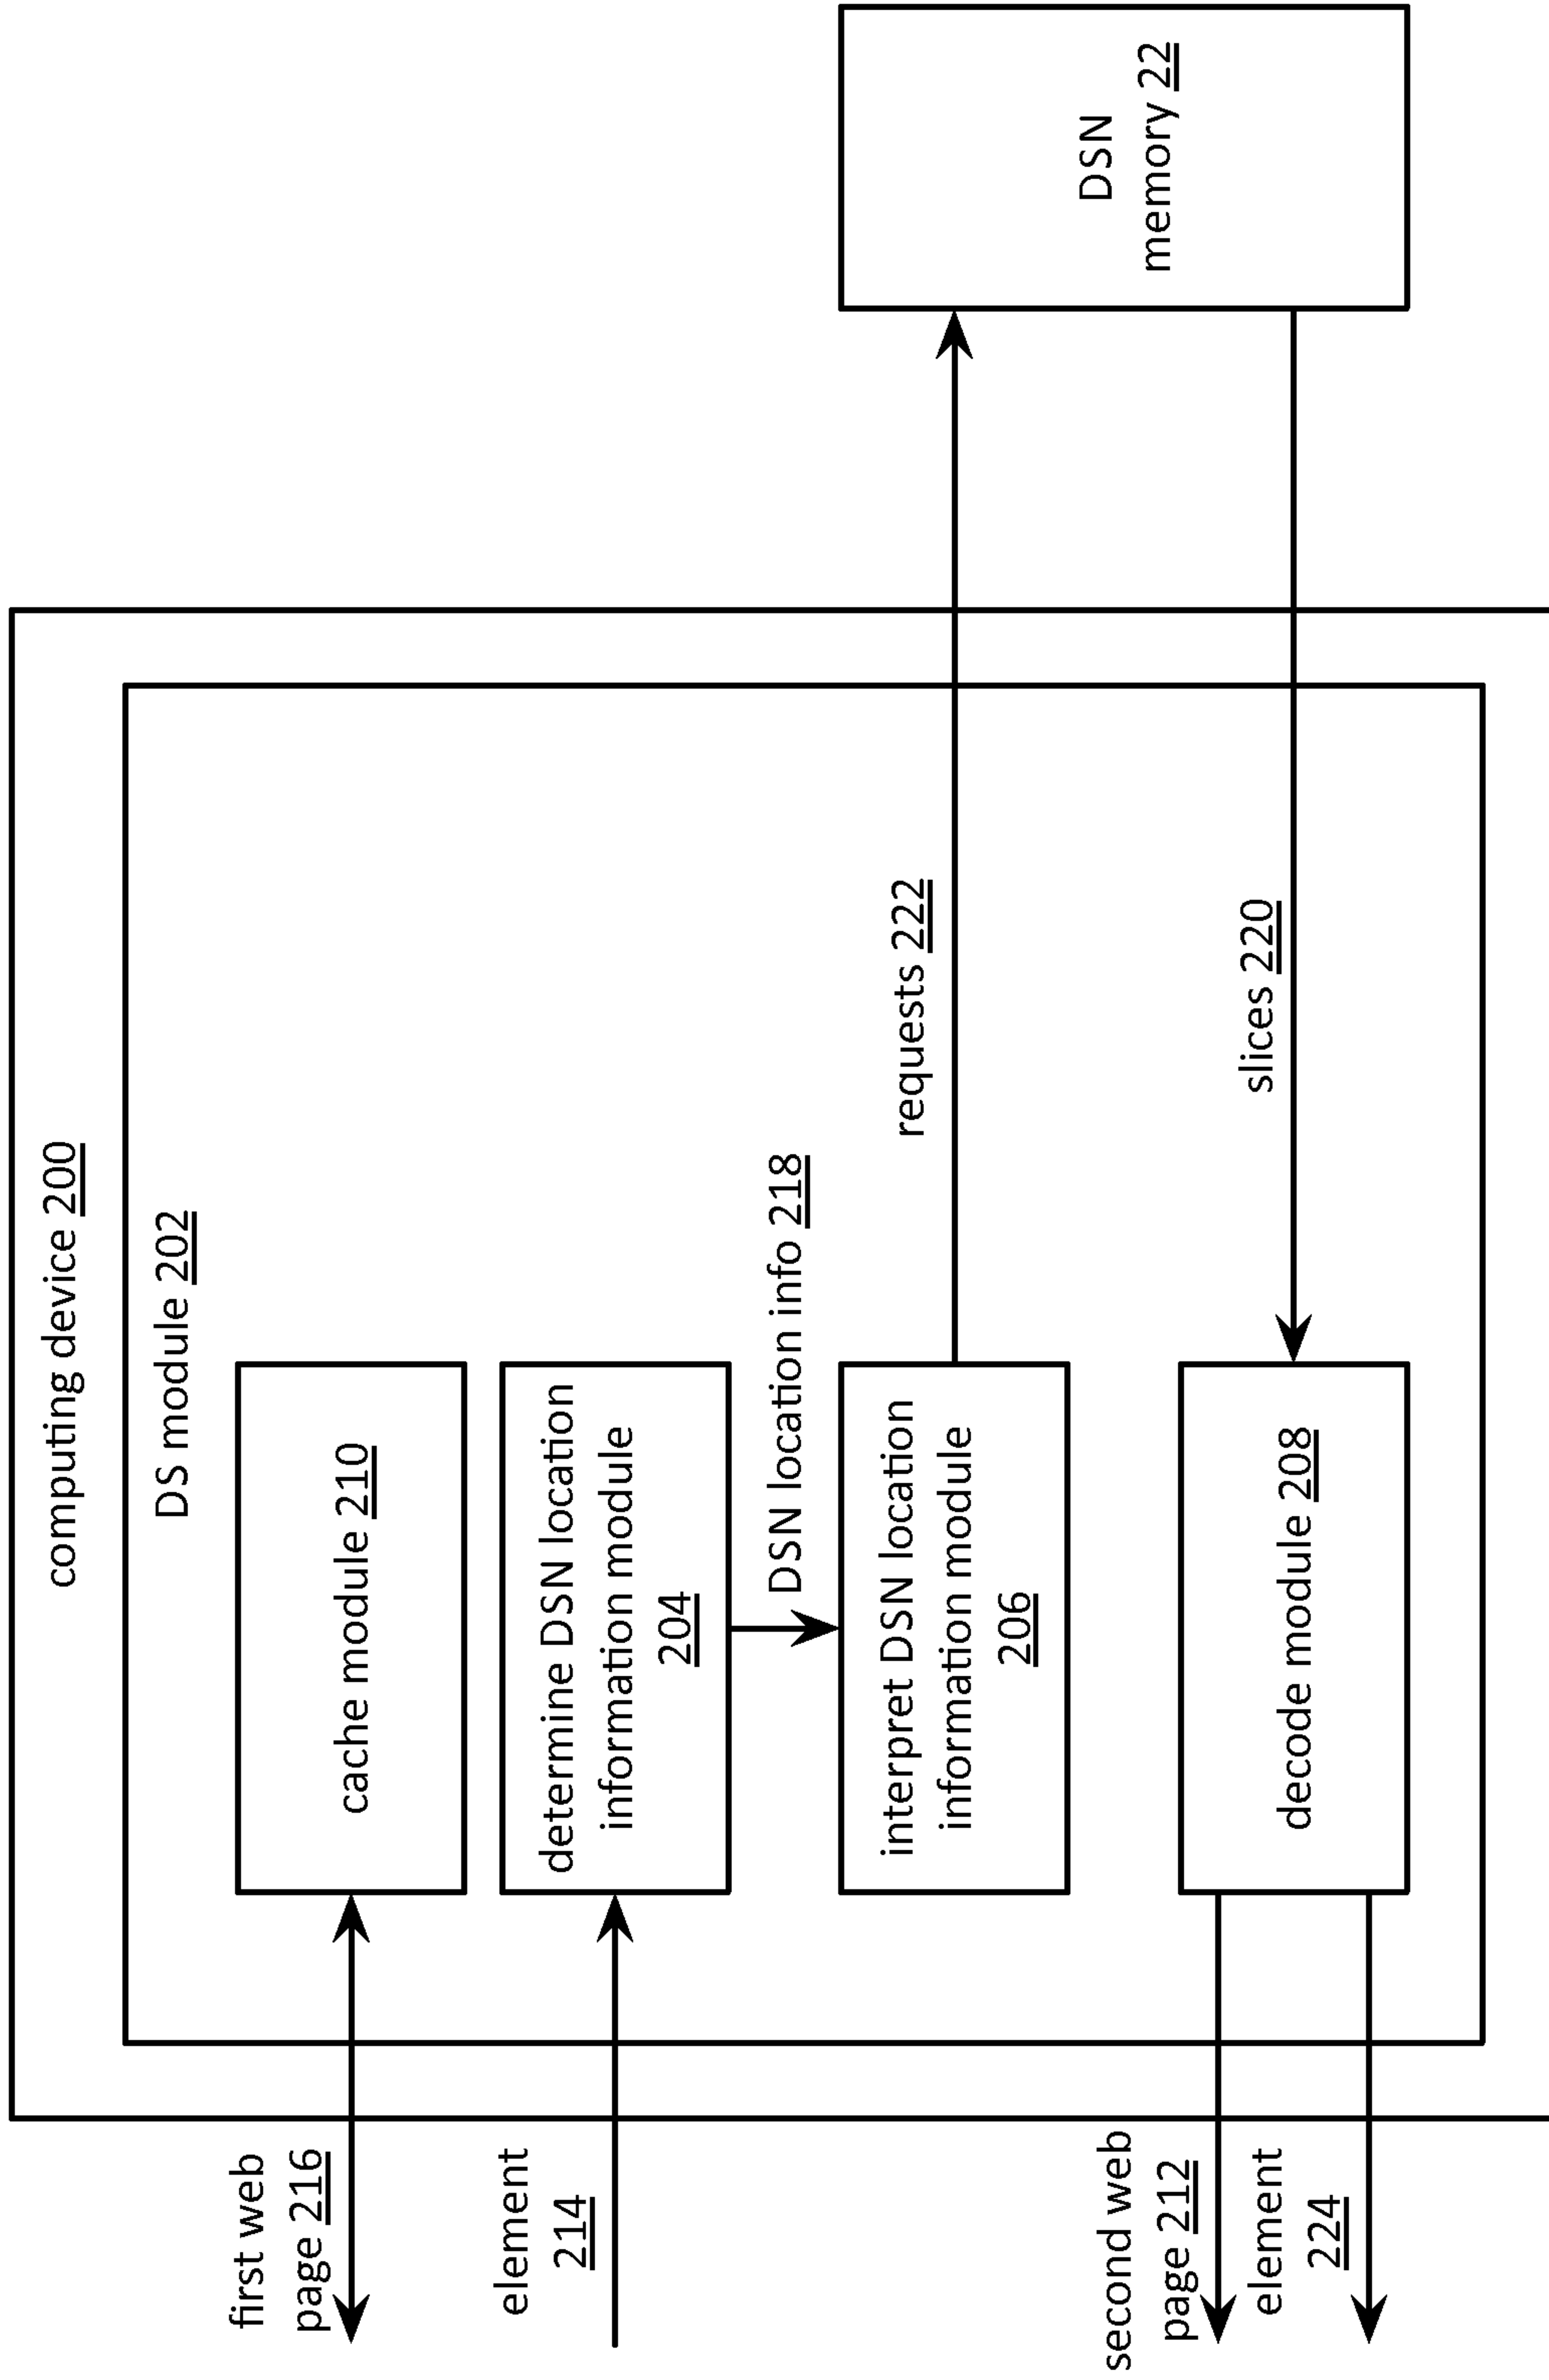 computing device 200
DS module 202
first web
page 216
cache module 210
element
214
determine DSN location
information module
204
DSN location info 218
interpret DSN location
information module
206
requests 222
DSN
memory 22
second web
page 212
element
224
decode module 208
slices 220